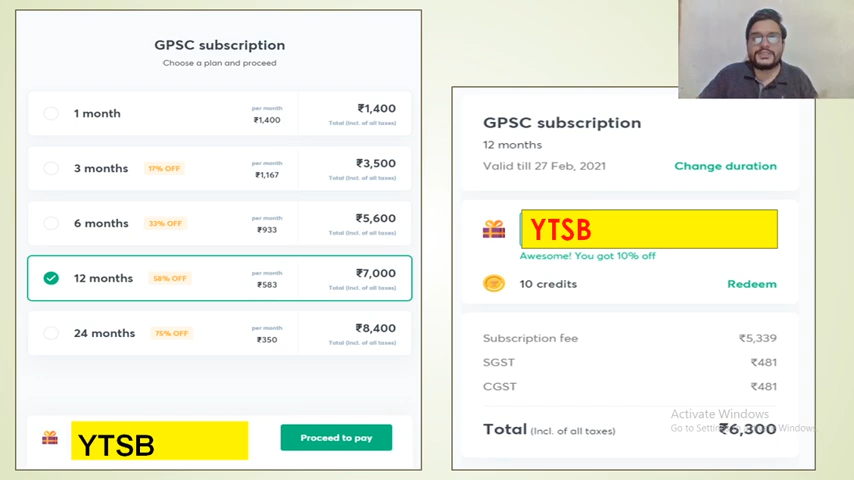 GPSC subscription
Choose a plan and proceed
1 month
per month
₹1,400
₹1,400
Total (Incl. of all taxes)
3 months
17% OFF
per month
₹1,167
₹3,500
Total (Incl. of all taxes)
6 months
33% OFF
per month
₹933
₹5,600
Total (Incl. of all taxes)
12 months
58% OFF
per month
₹583
₹7,000
Total (Incl. of all taxes)
24 months
75% OFF
per month
₹350
₹8,400
Total (Incl. of all taxes)
YTSB
Proceed to pay
GPSC subscription
12 months
Valid till 27 Feb, 2021
Change duration
YTSB
Awesome! You got 10% off
10 credits
Redeem
Subscription fee
₹5,339
SGST
₹481
CGST
₹481
Total (Incl. of all taxes)
₹6,300
Activate Windows
Go to Settings to activate Windows.